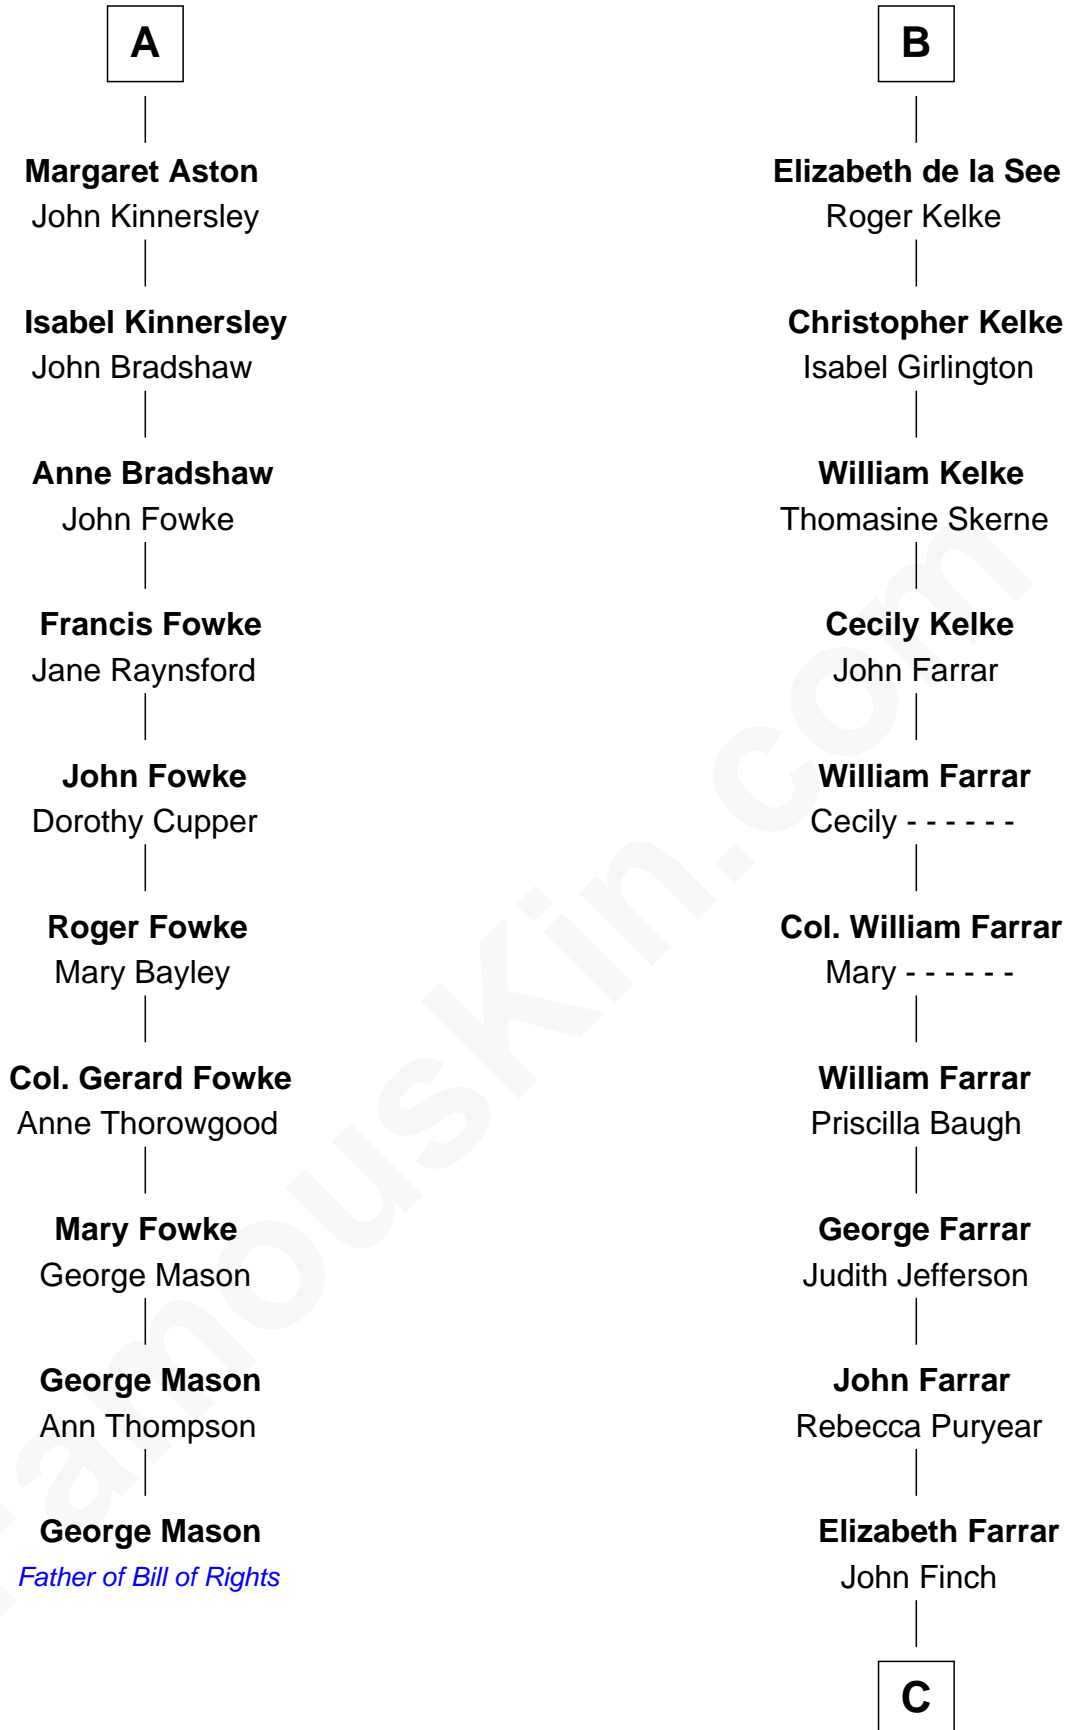 A
Margaret Aston
John Kinnersley
Isabel Kinnersley
John Bradshaw
Anne Bradshaw
John Fowke
Francis Fowke
Jane Raynsford
John Fowke
Dorothy Cupper
Roger Fowke
Mary Bayley
Col. Gerard Fowke
Anne Thorowgood
Mary Fowke
George Mason
George Mason
Ann Thompson
George Mason
Father of Bill of Rights
B
Elizabeth de la See
Roger Kelke
Christopher Kelke
Isabel Girlington
William Kelke
Thomasine Skerne
Cecily Kelke
John Farrar
William Farrar
Cecily - - - - - -
Col. William Farrar
Mary - - - - - -
William Farrar
Priscilla Baugh
George Farrar
Judith Jefferson
John Farrar
Rebecca Puryear
Elizabeth Farrar
John Finch
C
FamousKin.com